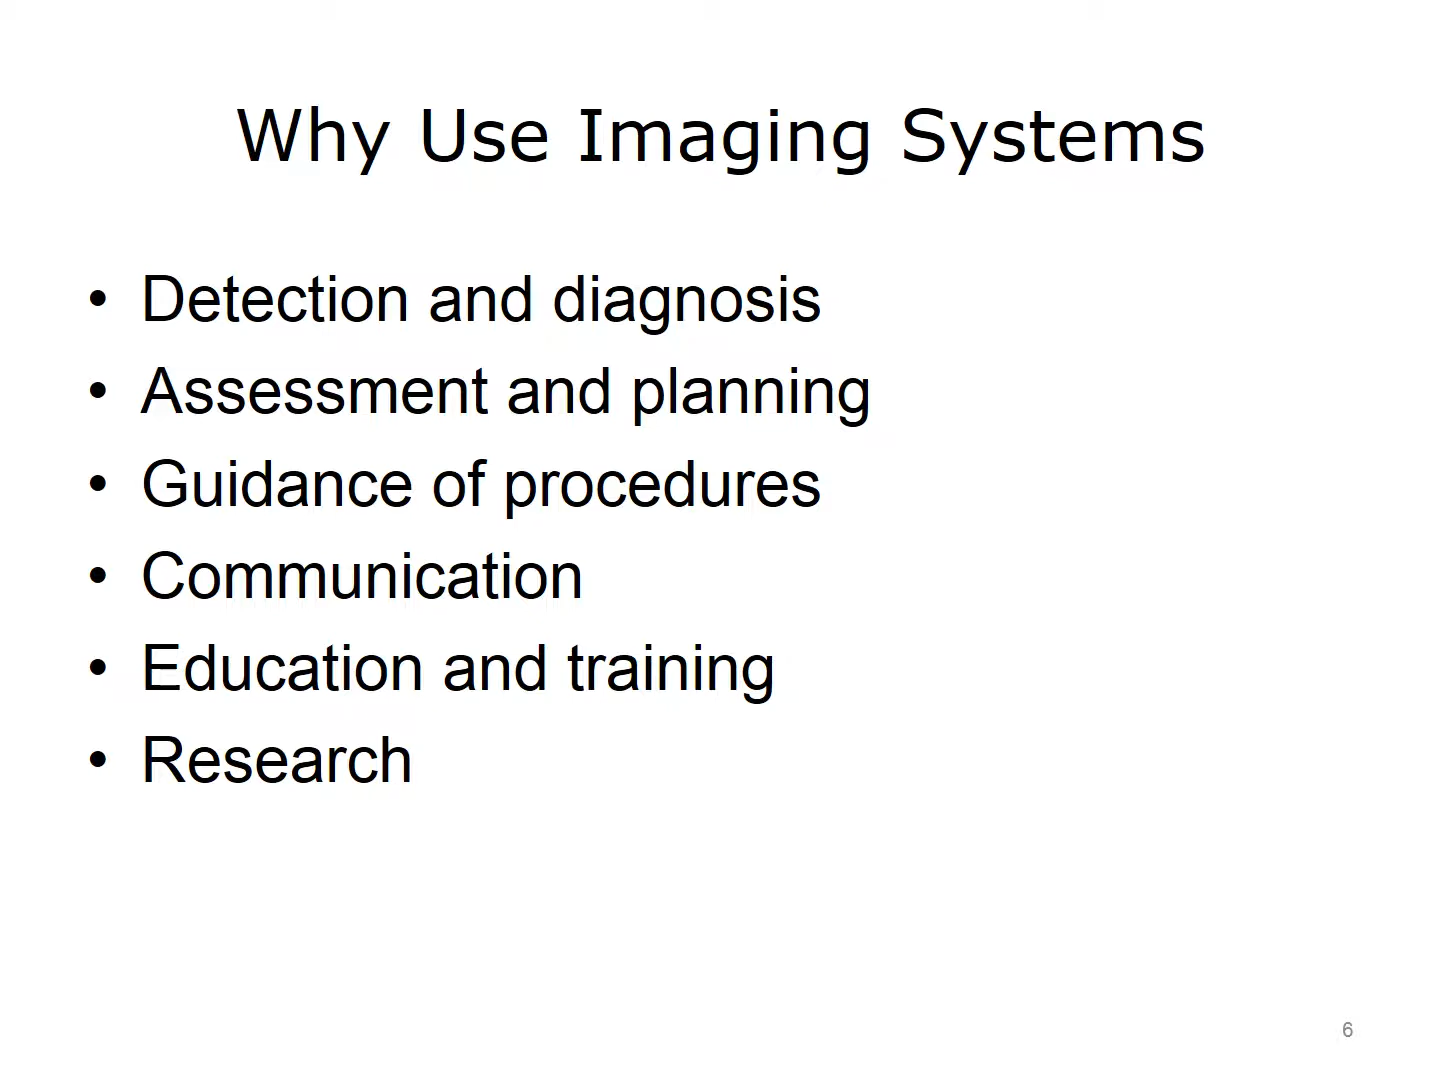 Why Use Imaging Systems
• Detection and diagnosis
• Assessment and planning
• Guidance of procedures
• Communication
• Education and training
• Research
6